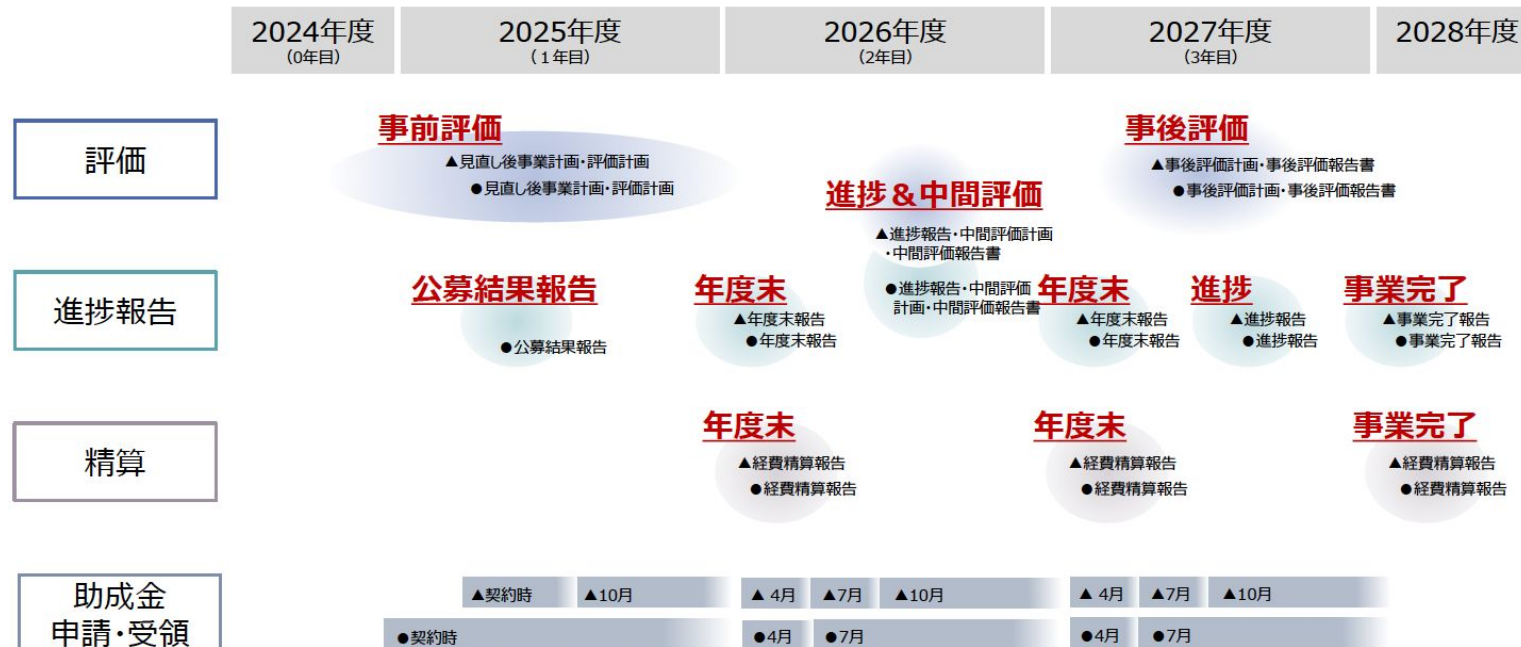 2024年度
(0年目)
2025年度
(1年目)
2026年度
(2年目)
2027年度
(3年目)
2028年度
評価
事前評価
▲見直し後事業計画・評価計画
●見直し後事業計画・評価計画
進捗&中間評価
▲進捗報告・中間評価計画
・中間評価報告書
●進捗報告・中間評価
計画・中間評価報告書
事後評価
▲事後評価計画・事後評価報告書
●事後評価計画・事後評価報告書
進捗報告
公募結果報告
●公募結果報告
年度末
▲年度末報告
●年度末報告
年度末
▲年度末報告
●年度末報告
進捗
▲進捗報告
●進捗報告
事業完了
▲事業完了報告
●事業完了報告
精算
年度末
▲経費精算報告
●経費精算報告
年度末
▲経費精算報告
●経費精算報告
事業完了
▲経費精算報告
●経費精算報告
助成金
申請・受領
▲契約時
▲10月
▲ 4月
▲7月
▲10月
▲ 4月
▲7月
▲10月
●契約時
●4月
●7月
●4月
●7月